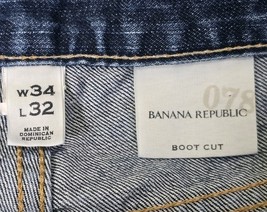 W34
L32
MADE IN
DOMINICAN
REPUBLIC
078
BANANA REPUBLIC
BOOT CUT